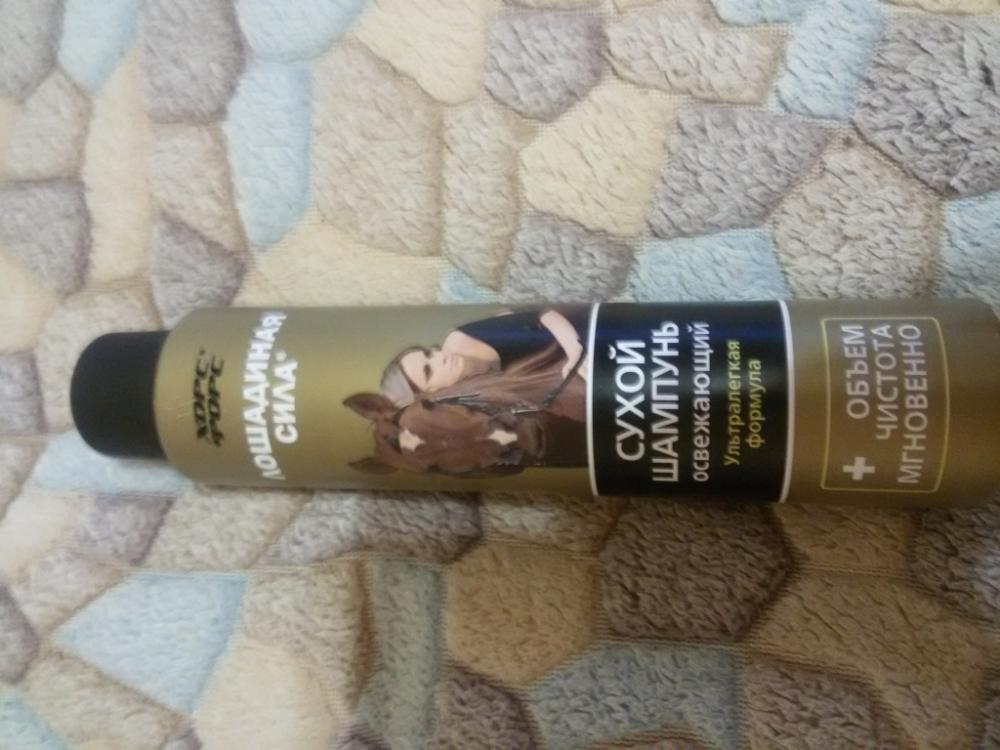 ХОРС
ФОРС
ЛОШАДИНАЯ
СИЛА®
СУХОЙ
ШАМПУНЬ
освежающий
Ультралегкая
формула
+ ОБЪЕМ
ЧИСТОТА
МГНОВЕННО